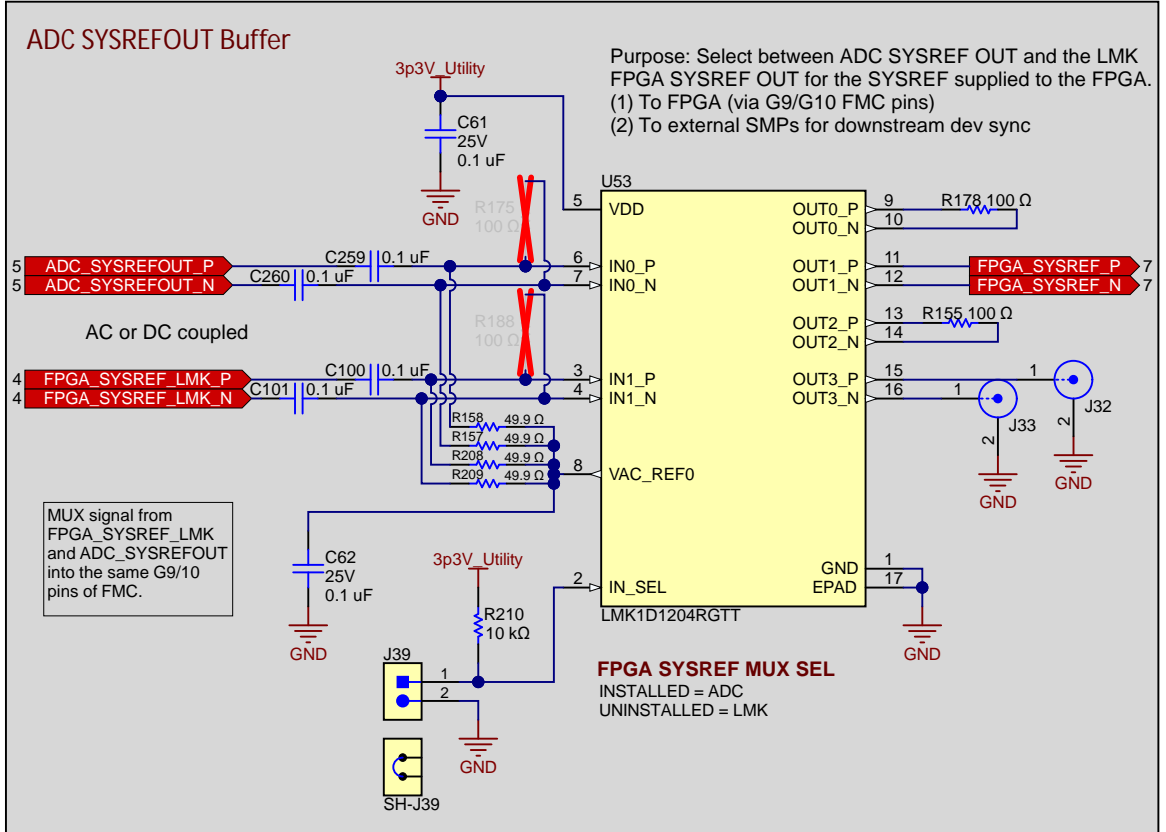 ADC SYSREFOUT Buffer
Purpose: Select between ADC SYSREF OUT and the LMK
FPGA SYSREF OUT for the SYSREF supplied to the FPGA.
(1) To FPGA (via G9/G10 FMC pins)
(2) To external SMPs for downstream dev sync
3p3V_Utility
C61
25V
0.1 uF
GND
R175
100 Ω
U53
5 VDD
OUT0_P 9
OUT0_N 10
R178 100 Ω
5 ADC_SYSREFOUT_P
5 ADC_SYSREFOUT_N
C259 0.1 uF
C260 0.1 uF
6 IN0_P
7 IN0_N
OUT1_P 11
OUT1_N 12
FPGA_SYSREF_P 7
FPGA_SYSREF_N 7
AC or DC coupled
R188
100 Ω
OUT2_P 13
OUT2_N 14
R155 100 Ω
4 FPGA_SYSREF_LMK_P
4 FPGA_SYSREF_LMK_N
C100 0.1 uF
C101 0.1 uF
3 IN1_P
4 IN1_N
OUT3_P 15
OUT3_N 16
1
1
J32
J33
2
2
GND
GND
R158 49.9 Ω
R157 49.9 Ω
R208 49.9 Ω
R209 49.9 Ω
8 VAC_REF0
MUX signal from
FPGA_SYSREF_LMK
and ADC_SYSREFOUT
into the same G9/10
pins of FMC.
C62
25V
0.1 uF
GND
3p3V_Utility
R210
10 kΩ
2 IN_SEL
GND 1
EPAD 17
GND
LMK1D1204RGTT
J39
1
2
GND
SH-J39
FPGA SYSREF MUX SEL
INSTALLED = ADC
UNINSTALLED = LMK